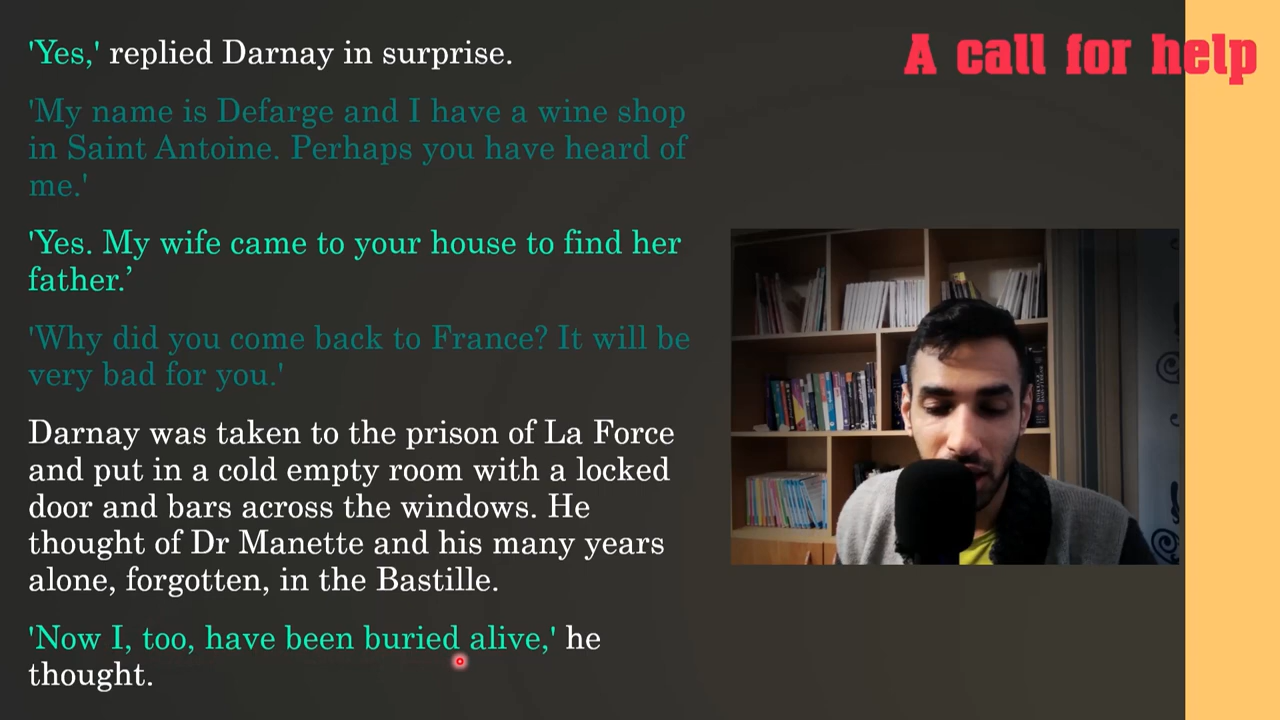 A call for help
'Yes,' replied Darnay in surprise.
'My name is Defarge and I have a wine shop
in Saint Antoine. Perhaps you have heard of
me.'
'Yes. My wife came to your house to find her
father.’
'Why did you come back to France? It will be
very bad for you.'
Darnay was taken to the prison of La Force
and put in a cold empty room with a locked
door and bars across the windows. He
thought of Dr Manette and his many years
alone, forgotten, in the Bastille.
'Now I, too, have been buried alive,' he
thought.